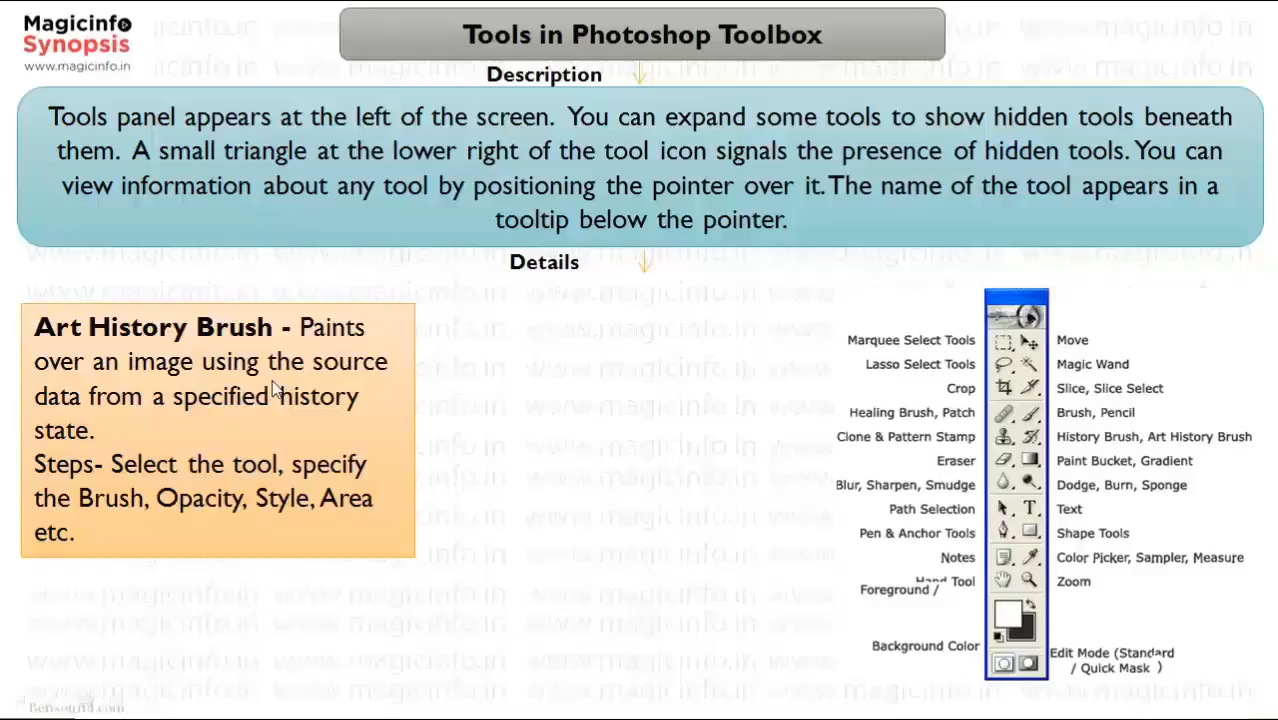 Magicinfo
Synopsis
www.magicinfo.in
Tools in Photoshop Toolbox
Description
Tools panel appears at the left of the screen. You can expand some tools to show hidden tools beneath
them. A small triangle at the lower right of the tool icon signals the presence of hidden tools. You can
view information about any tool by positioning the pointer over it. The name of the tool appears in a
tooltip below the pointer.
Details
Art History Brush - Paints
over an image using the source
data from a specified history
state.
Steps- Select the tool, specify
the Brush, Opacity, Style, Area
etc.
Marquee Select Tools
Move
Lasso Select Tools
Magic Wand
Crop
Slice, Slice Select
Healing Brush, Patch
Brush, Pencil
Clone & Pattern Stamp
History Brush, Art History Brush
Eraser
Paint Bucket, Gradient
Blur, Sharpen, Smudge
Dodge, Burn, Sponge
Path Selection
Text
Pen & Anchor Tools
Shape Tools
Notes
Color Picker, Sampler, Measure
Hand Tool
Zoom
Foreground /
Background Color
Edit Mode (Standard
/ Quick Mask )
Bensound.com